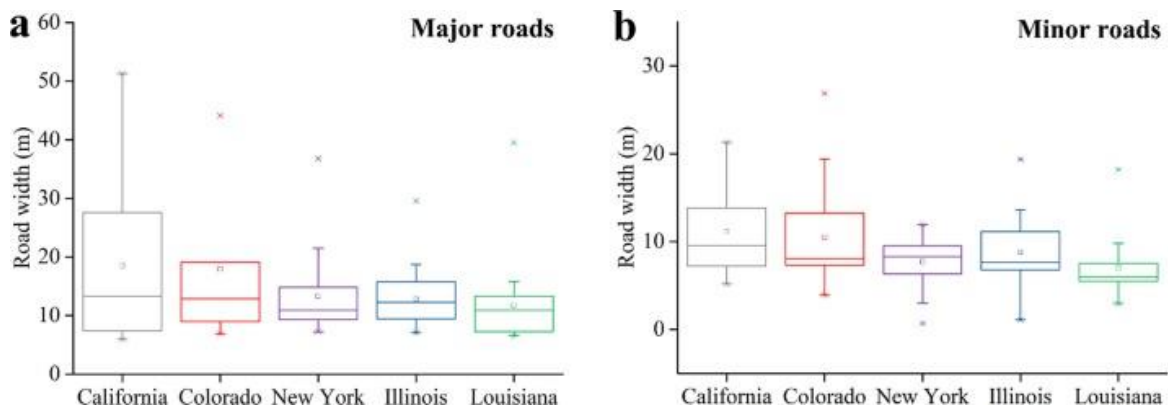 a
Major roads
Road width (m)
60
50
40
30
20
10
0
California Colorado New York Illinois Louisiana
b
Minor roads
Road width (m)
30
20
10
0
California Colorado New York Illinois Louisiana